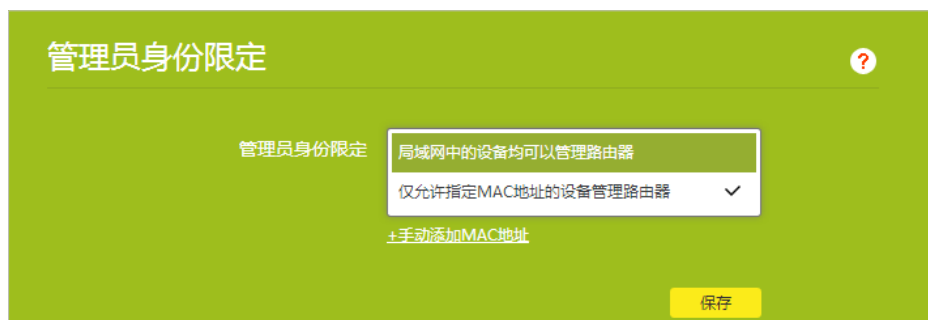 管理员身份限定
?
管理员身份限定
局域网中的设备均可以管理路由器
仅允许指定MAC地址的设备管理路由器
+手动添加MAC地址
保存